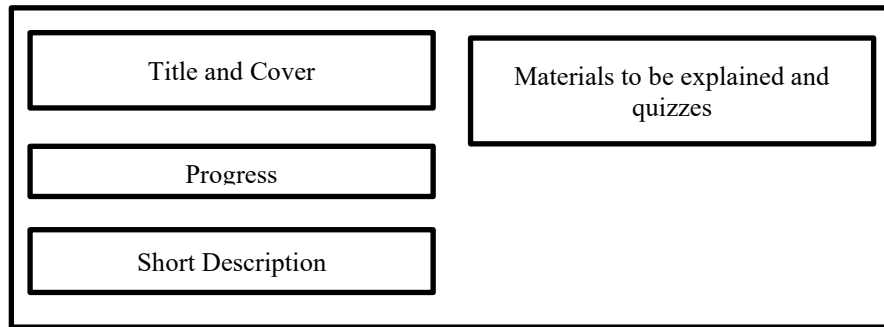 Title and Cover
Materials to be explained and
quizzes
Progress
Short Description